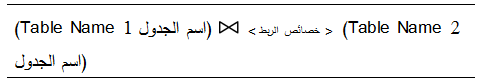 (Table Name 1 اسم الجدول) ⋈ < خصائص الربط > (Table Name 2
اسم الجدول)